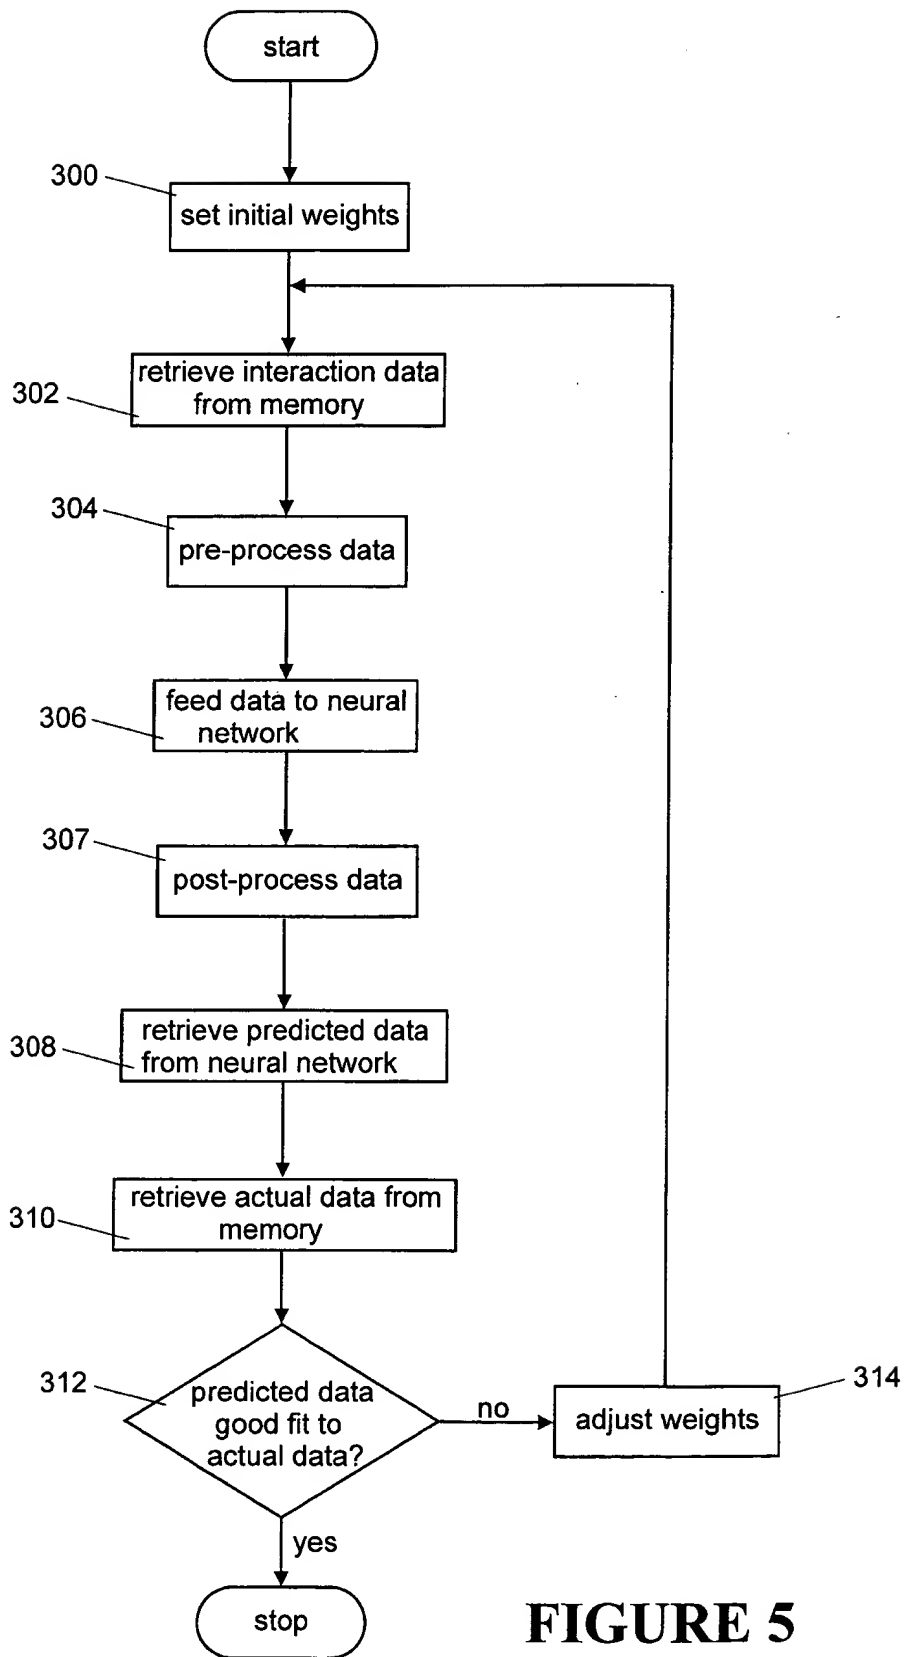 start
300
set initial weights
retrieve interaction data
302
from memory
304
pre-process data
feed data to neural
306
network
307
post-process data
retrieve predicted data
308
from neural network
retrieve actual data from
310
memory
312
predicted data
good fit to
actual data?
no
314
adjust weights
yes
stop
FIGURE 5